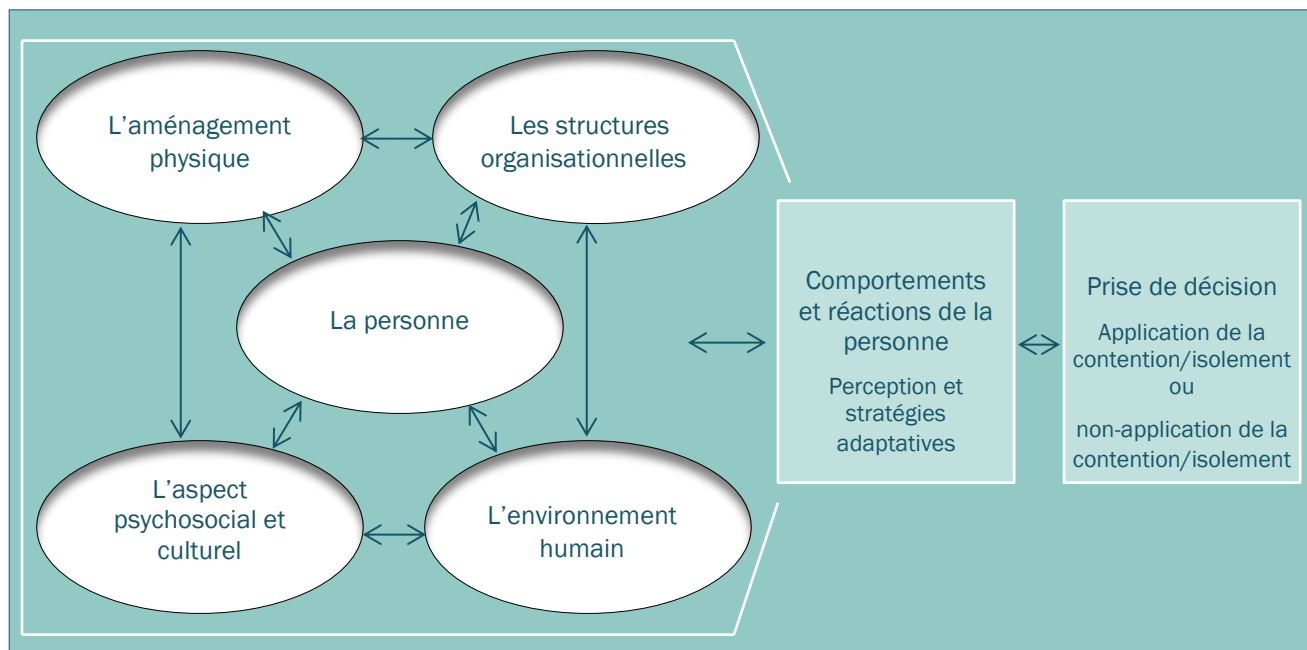 L'aménagement
physique
Les structures
organisationnelles
La personne
L'aspect
psychosocial et
culturel
L'environnement
humain
Comportements
et réactions de la
personne
Perception et
stratégies
adaptatives
Prise de décision
Application de la
contention/isolement
ou
non-application de la
contention/isolement